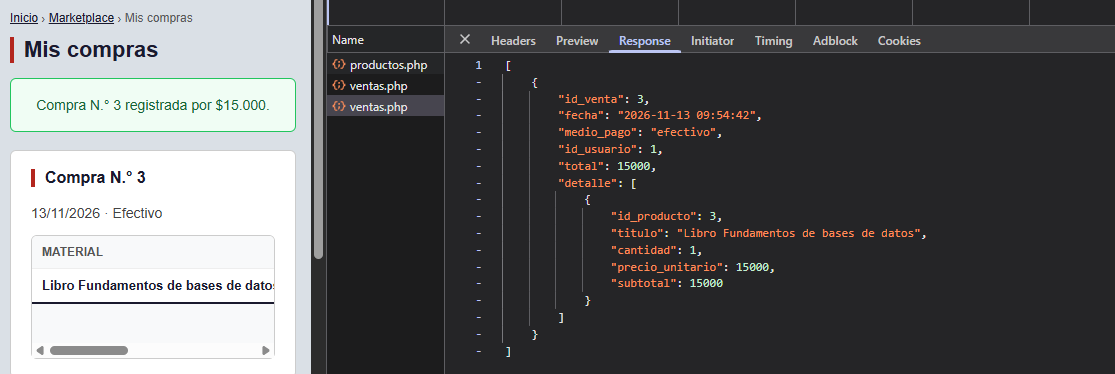 Inicio › Marketplace › Mis compras
Mis compras
Compra N.° 3 registrada por $15.000.
Compra N.° 3
13/11/2026 · Efectivo
MATERIAL
Libro Fundamentos de bases de datos
Name
productos.php
ventas.php
ventas.php
Headers Preview Response Initiator Timing Adblock Cookies
1 [
- {
- "id_venta": 3,
- "fecha": "2026-11-13 09:54:42",
- "medio_pago": "efectivo",
- "id_usuario": 1,
- "total": 15000,
- "detalle": [
- {
- "id_producto": 3,
- "titulo": "Libro Fundamentos de bases de datos",
- "cantidad": 1,
- "precio_unitario": 15000,
- "subtotal": 15000
- }
- ]
- }
- ]